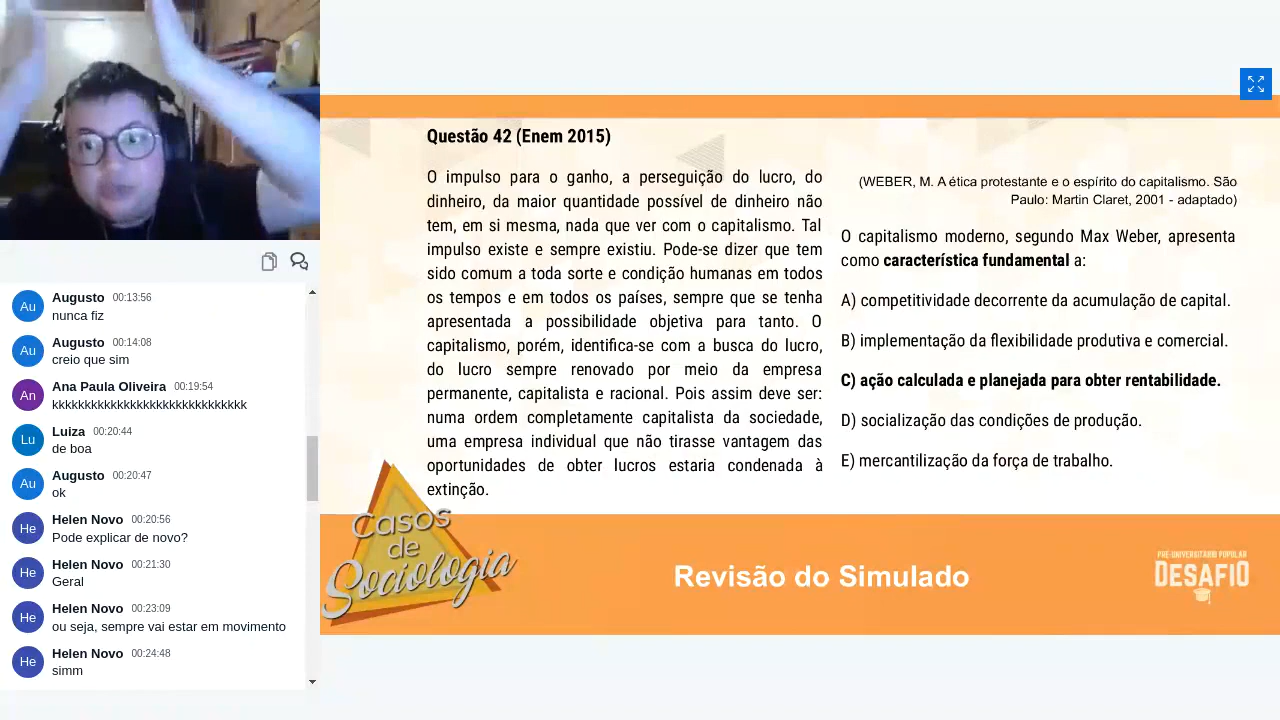 Au
Augusto 00:13:56
nunca fiz
Au
Augusto 00:14:08
creio que sim
An
Ana Paula Oliveira 00:19:54
kkkkkkkkkkkkkkkkkkkkkkkkkkkk
Lu
Luiza 00:20:44
de boa
Au
Augusto 00:20:47
ok
He
Helen Novo 00:20:56
Pode explicar de novo?
He
Helen Novo 00:21:30
Geral
He
Helen Novo 00:23:09
ou seja, sempre vai estar em movimento
He
Helen Novo 00:24:48
simm
Questão 42 (Enem 2015)
O impulso para o ganho, a perseguição do lucro, do
dinheiro, da maior quantidade possível de dinheiro não
tem, em si mesma, nada que ver com o capitalismo. Tal
impulso existe e sempre existiu. Pode-se dizer que tem
sido comum a toda sorte e condição humanas em todos
os tempos e em todos os países, sempre que se tenha
apresentada a possibilidade objetiva para tanto. O
capitalismo, porém, identifica-se com a busca do lucro,
do lucro sempre renovado por meio da empresa
permanente, capitalista e racional. Pois assim deve ser:
numa ordem completamente capitalista da sociedade,
uma empresa individual que não tirasse vantagem das
oportunidades de obter lucros estaria condenada à
extinção.
(WEBER, M. A ética protestante e o espírito do capitalismo. São
Paulo: Martin Claret, 2001 - adaptado)
O capitalismo moderno, segundo Max Weber, apresenta
como característica fundamental a:
A) competitividade decorrente da acumulação de capital.
B) implementação da flexibilidade produtiva e comercial.
C) ação calculada e planejada para obter rentabilidade.
D) socialização das condições de produção.
E) mercantilização da força de trabalho.
Casos
de
Sociologia
Revisão do Simulado
PRÉ-UNIVERSITÁRIO POPULAR
DESAFIO